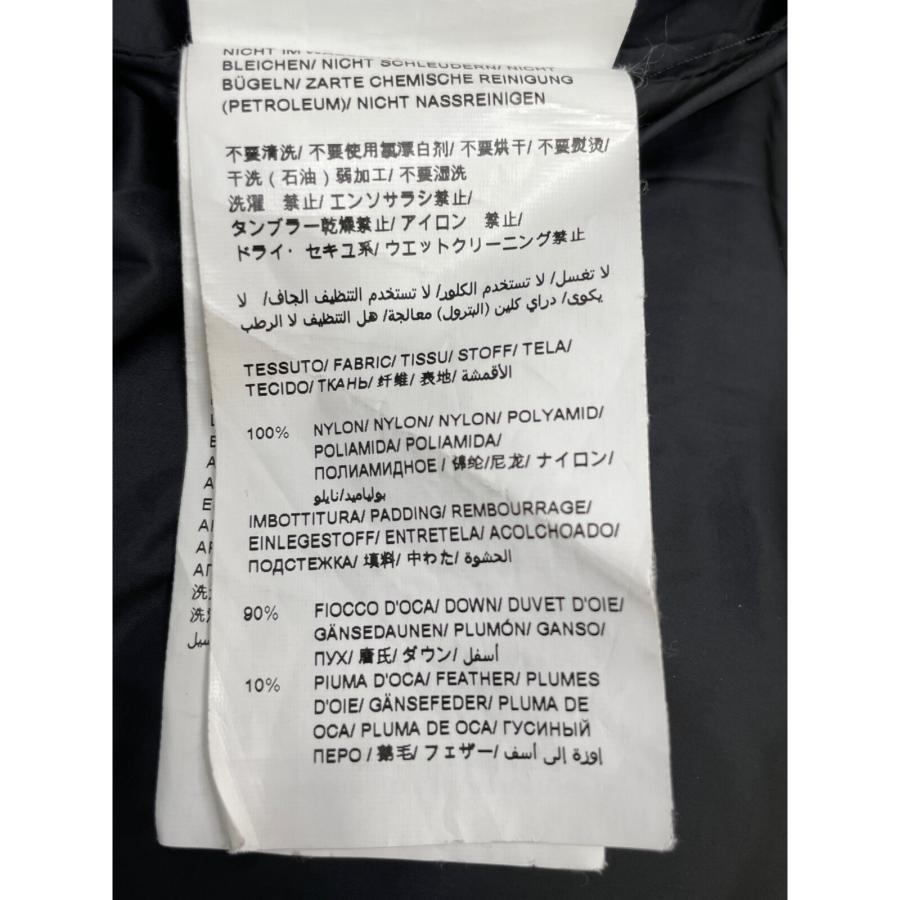 NICHT IM
BLEICHEN/ NICHT SCHLEUDERN/ NICHT
BÜGELN/ ZARTE CHEMISCHE REINIGUNG
(PETROLEUM)/ NICHT NASSREINIGEN
不要清洗/ 不要使用氯漂白剂/ 不要烘干/ 不要熨烫/
干洗（石油）弱加工/ 不要湿洗
洗濯 禁止/ エンソサラシ禁止/
タンブラー乾燥禁止/ アイロン 禁止/
ドライ・セキユ系/ ウエットクリーニング禁止
لا تغسل/ لا تستخدم الكلور/ لا تستخدم التنظيف الجاف/ لا
يكوى/ دراي كلين (البترول) معالجة/ هل التنظيف لا الرطب
TESSUTO/ FABRIC/ TISSU/ STOFF/ TELA/
TECIDO/ ТКАНЬ/ 纤维/ 表地/ الأقمشة
100% NYLON/ NYLON/ NYLON/ POLYAMID/
POLIAMIDA/ POLIAMIDA/
ПОЛИАМИДНОЕ / 锦纶/尼龙/ ナイロン/
بولياميد/نايلو
IMBOTTITURA/ PADDING/ REMBOURRAGE/
EINLEGESTOFF/ ENTRETELA/ ACOLCHOADO/
ПОДСТЕЖКА/ 填料/ 中わた/ الحشوة
90% FIOCCO D'OCA/ DOWN/ DUVET D'OIE/
GÄNSEDAUNEN/ PLUMÓN/ GANSO/
ПУХ/ 唐氏/ ダウン/ أسفل
10% PIUMA D'OCA/ FEATHER/ PLUMES
D'OIE/ GÄNSEFEDER/ PLUMA DE
OCA/ PLUMA DE OCA/ ГУСИНЫЙ
ПЕРО / 鹅毛/ フェザー/ إوزة إلى أسف